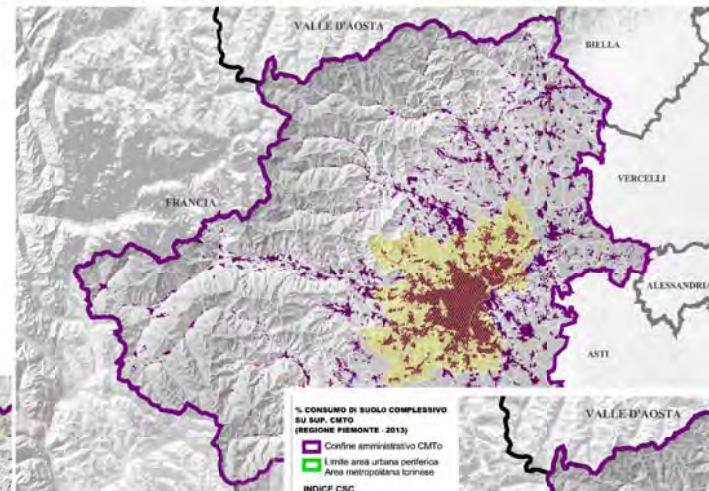 VALLE D'AOSTA
BIELLA
VERCELLI
FRANCIA
ALESSANDRIA
ASTI
% CONSUMO DI SUOLO COMPLESSIVO
SU SUP. CMTO
(REGIONE PIEMONTE - 2013)
Confine amministrativo CMTo
Limite area urbana periferica
Area metropolitana torinese
INDICE CSC
VALLE D'AOSTA